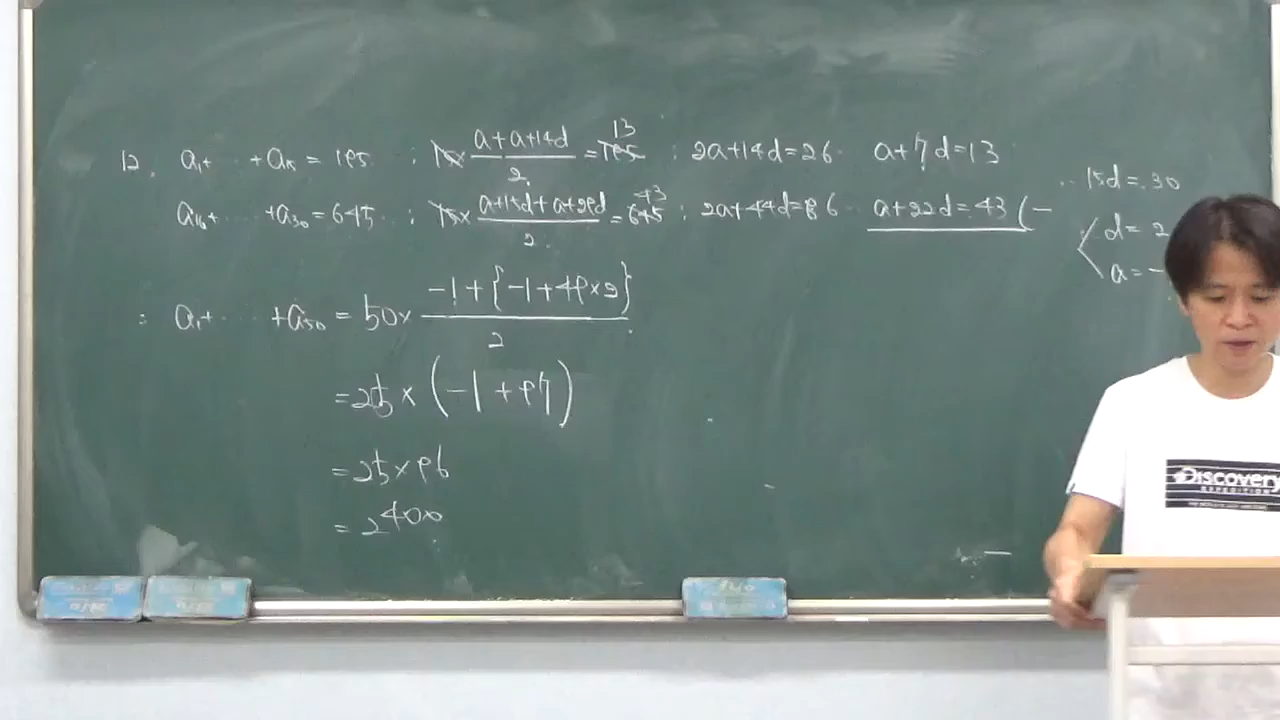 12. a₁+ ⋯ +a₁₅ = 195 ; 15× (a+a+14d)/2 = 195 13 ; 2a+14d=26 a+7d=13
a₁₆+ ⋯ +a₃₀ = 645 ; 15× (a+15d+a+29d)/2 = 645 43 ; 2a+44d=86 a+22d=43 (−
∴ 15d=30
d=2
a=-
∴ a₁+ ⋯ +a₅₀ = 50× (-1+{-1+49×2})/2
=25×(-1+97)
=25×96
=2400
Discovery
EXPEDITION